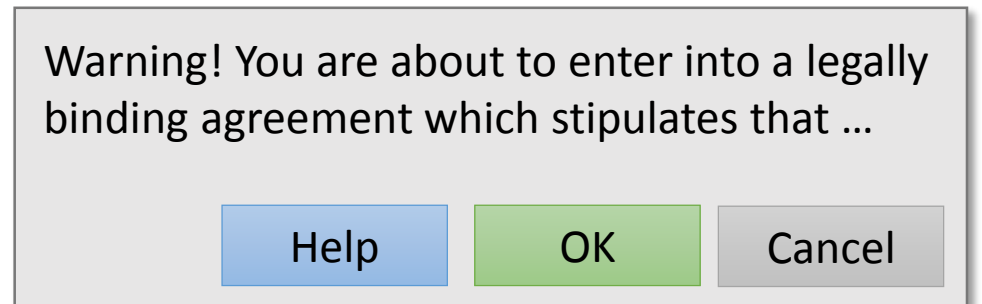 Warning! You are about to enter into a legally
binding agreement which stipulates that ...
Help OK Cancel